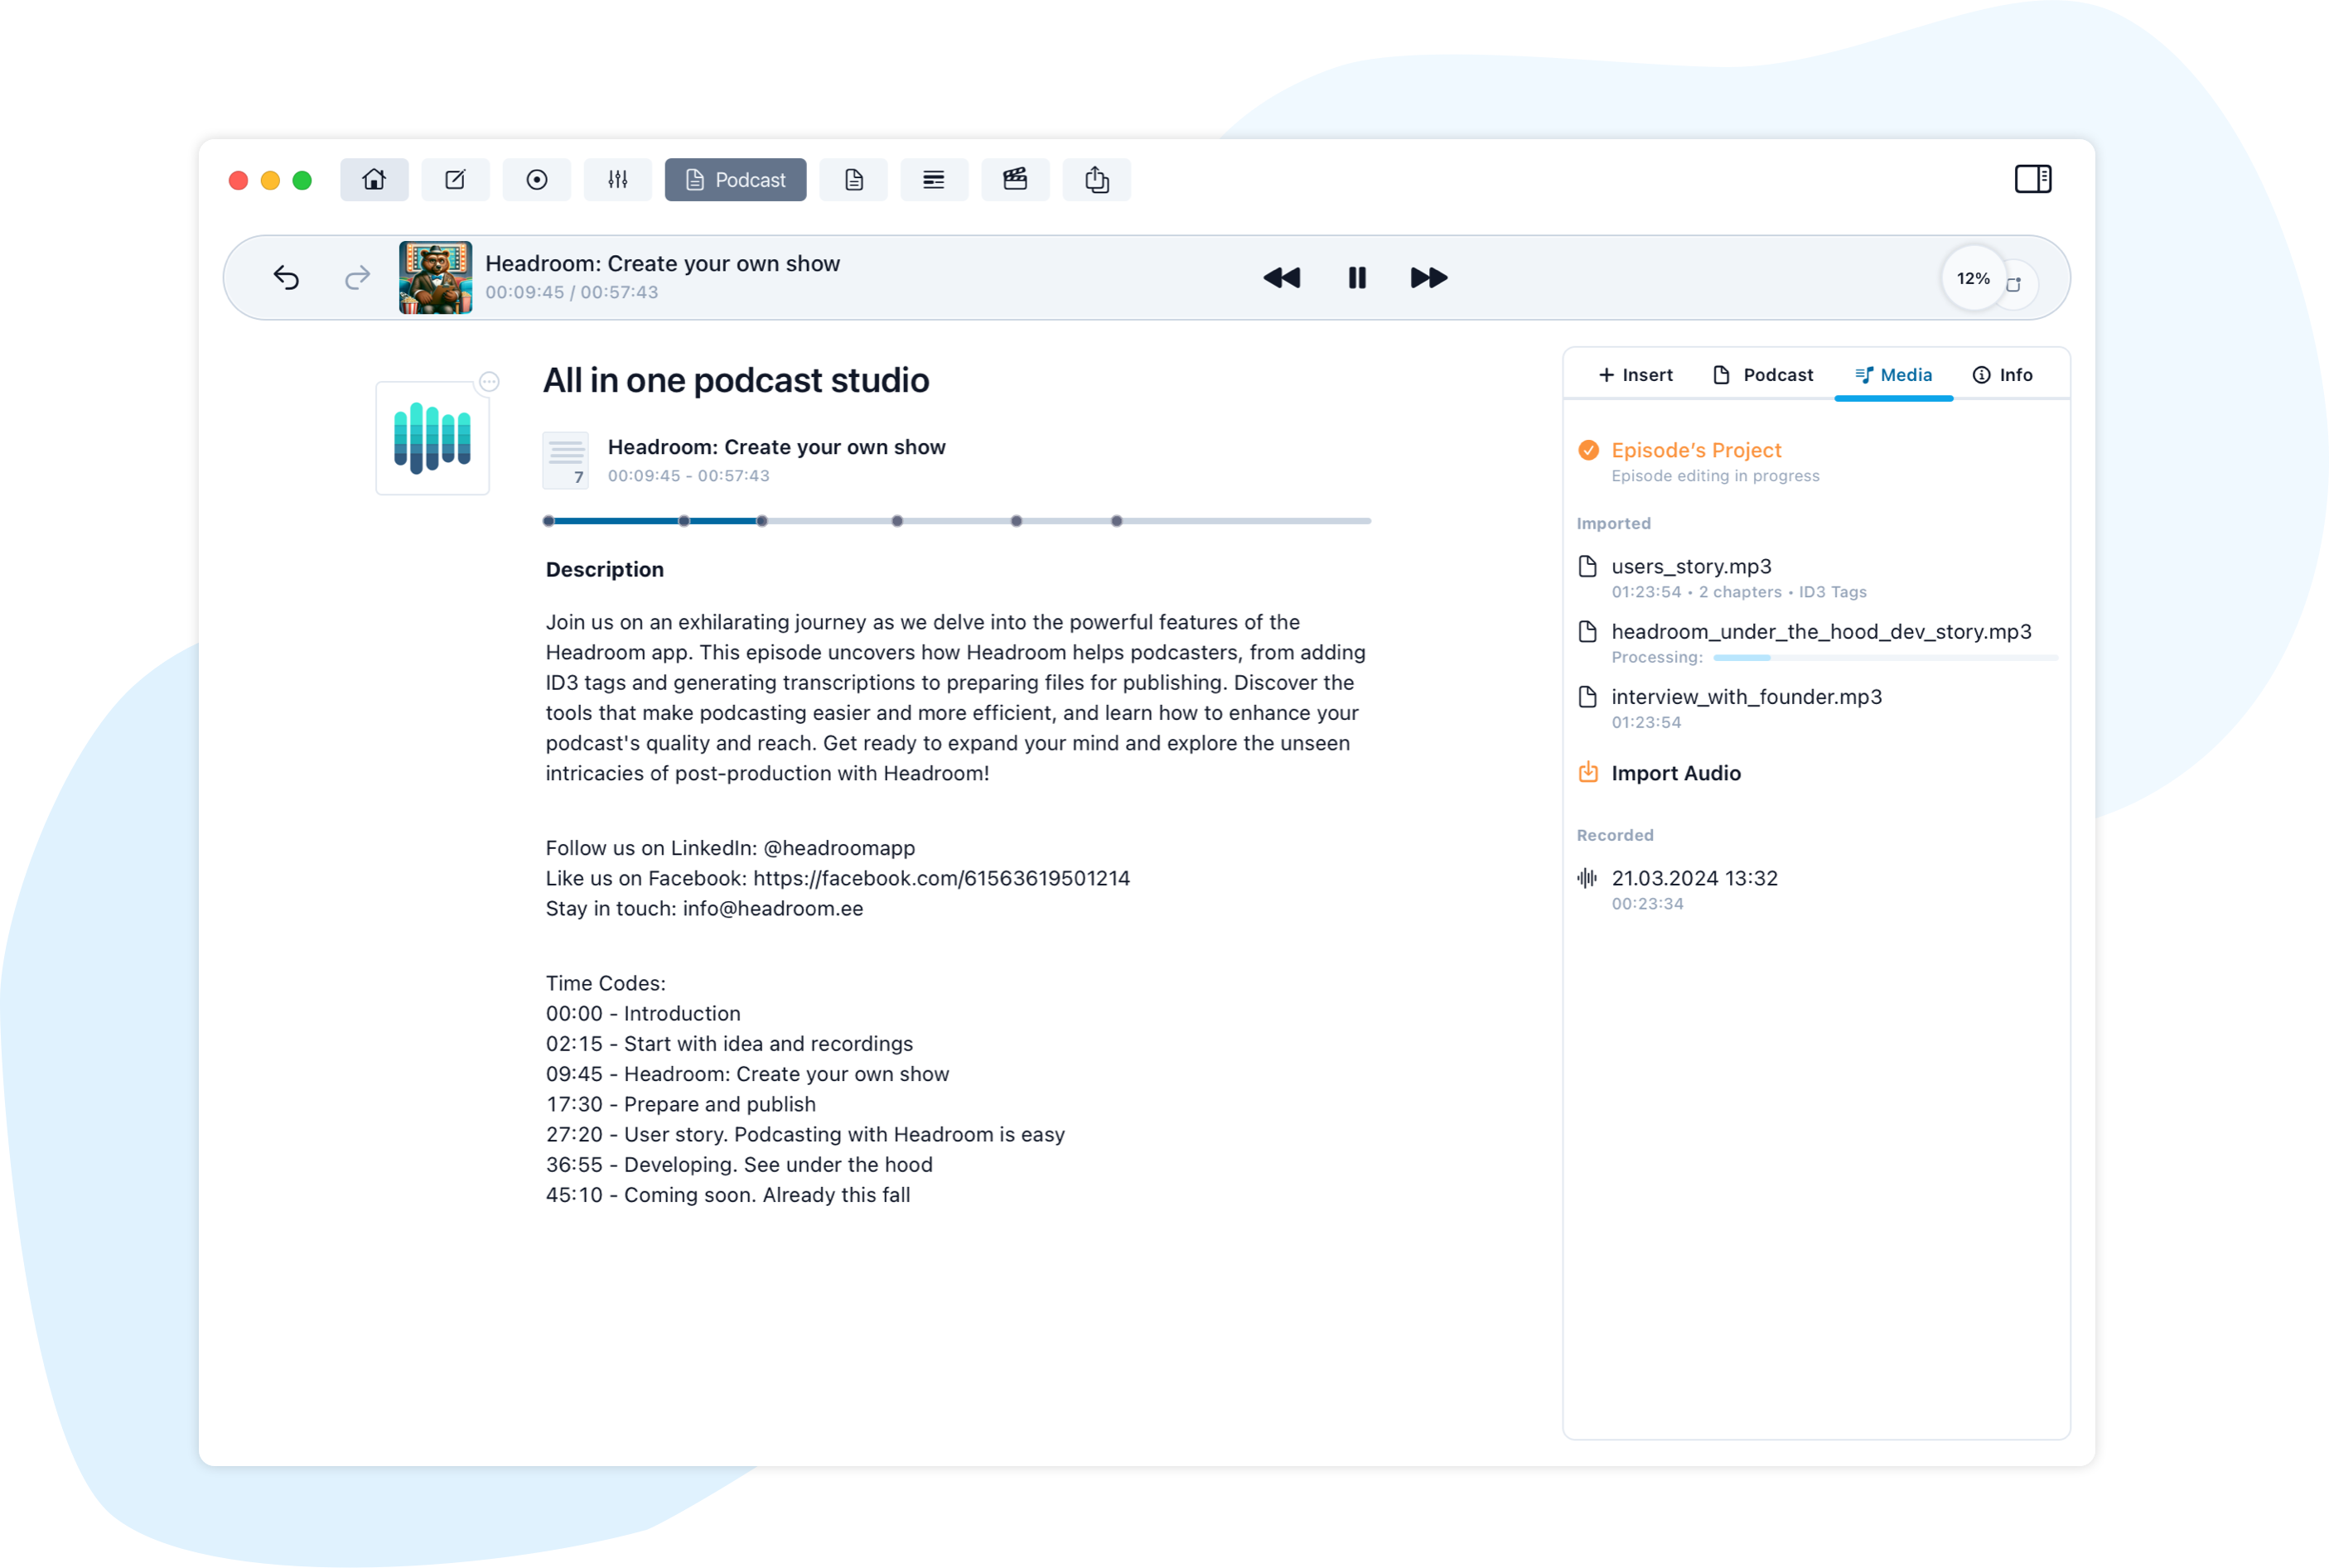 Podcast
Headroom: Create your own show
00:09:45 / 00:57:43
12%
All in one podcast studio
7
Headroom: Create your own show
00:09:45 - 00:57:43
Description
Join us on an exhilarating journey as we delve into the powerful features of the
Headroom app. This episode uncovers how Headroom helps podcasters, from adding
ID3 tags and generating transcriptions to preparing files for publishing. Discover the
tools that make podcasting easier and more efficient, and learn how to enhance your
podcast's quality and reach. Get ready to expand your mind and explore the unseen
intricacies of post-production with Headroom!
Follow us on LinkedIn: @headroomapp
Like us on Facebook: https://facebook.com/61563619501214
Stay in touch: info@headroom.ee
Time Codes:
00:00 - Introduction
02:15 - Start with idea and recordings
09:45 - Headroom: Create your own show
17:30 - Prepare and publish
27:20 - User story. Podcasting with Headroom is easy
36:55 - Developing. See under the hood
45:10 - Coming soon. Already this fall
Insert Podcast Media Info
Episode’s Project
Episode editing in progress
Imported
users_story.mp3
01:23:54 • 2 chapters • ID3 Tags
headroom_under_the_hood_dev_story.mp3
Processing:
interview_with_founder.mp3
01:23:54
Import Audio
Recorded
21.03.2024 13:32
00:23:34